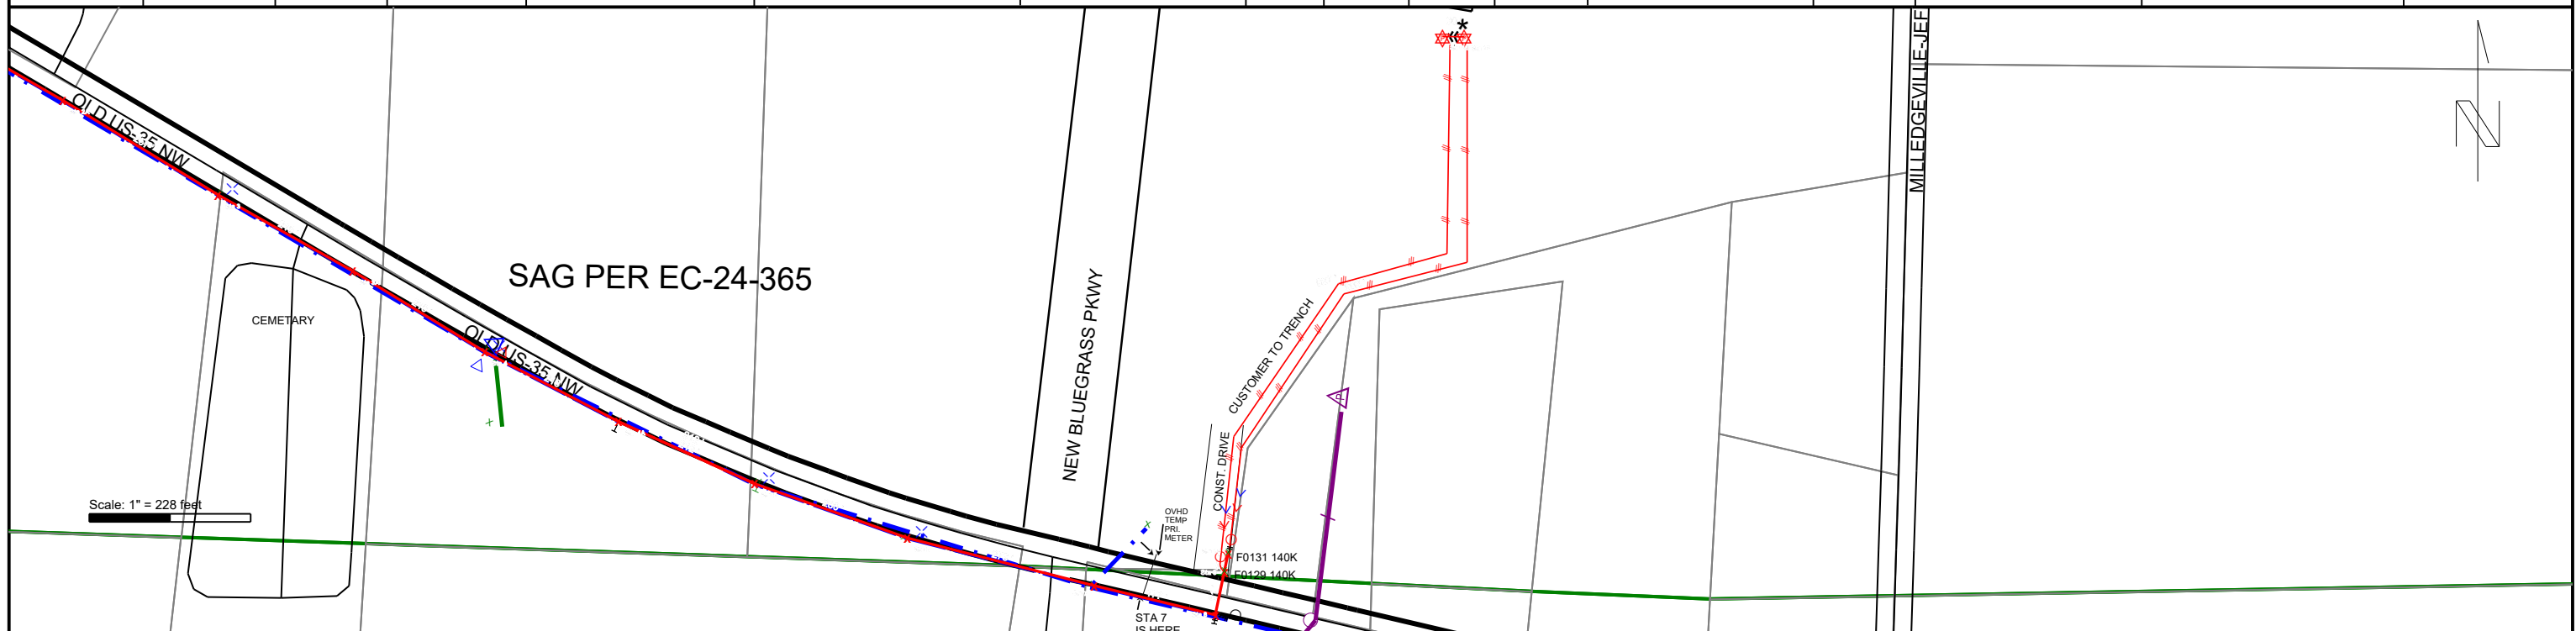 MILLEDGEVILLE-JEF
OLD US-35 NW
N
SAG PER EC-24-365
NEW BLUEGRASS PKWY
CUSTOMER TO TRENCH
CEMETARY
OLD US-35 NW
CONST. DRIVE
Scale: 1" = 228 feet
OVHD
TEMP
PRI.
METER
F0131 140K
F0129 140K
STA 7
IS HERE